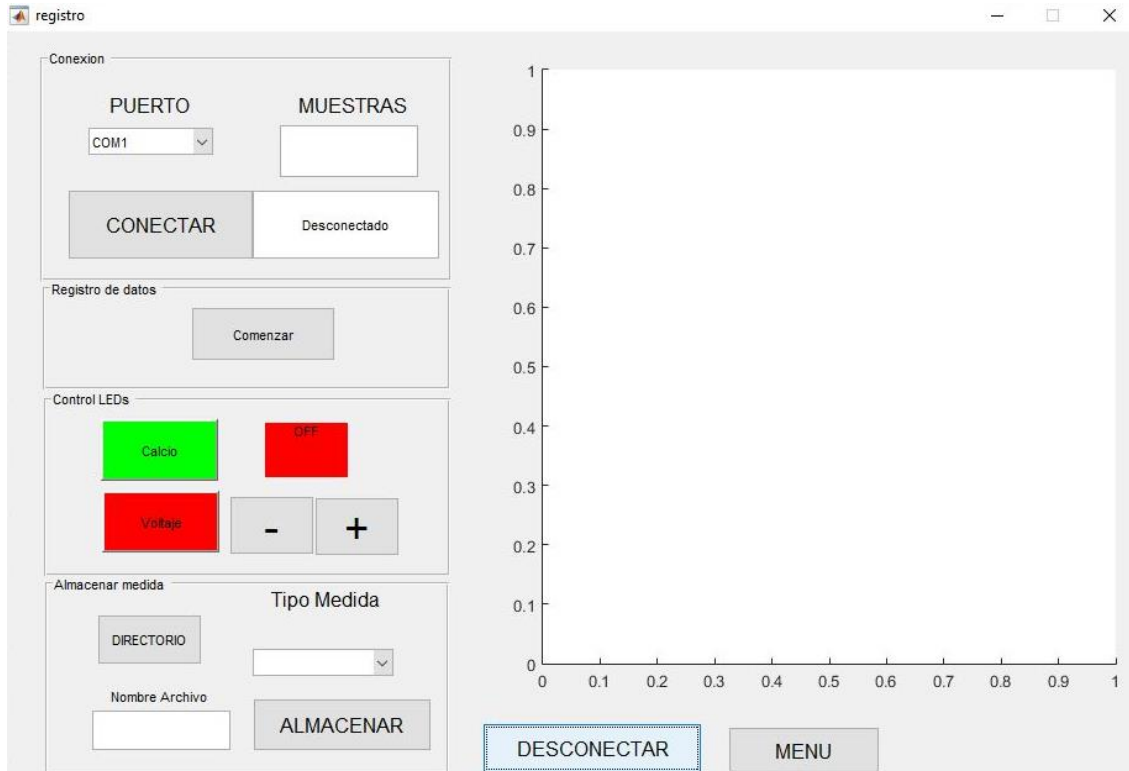 registro
Conexion
PUERTO
MUESTRAS
COM1
CONECTAR
Desconectado
Registro de datos
Comenzar
Control LEDs
Calcio
OFF
Voltaje
-
+
Almacenar medida
Tipo Medida
DIRECTORIO
Nombre Archivo
ALMACENAR
1
0.9
0.8
0.7
0.6
0.5
0.4
0.3
0.2
0.1
0
0 0.1 0.2 0.3 0.4 0.5 0.6 0.7 0.8 0.9 1
DESCONECTAR
MENU